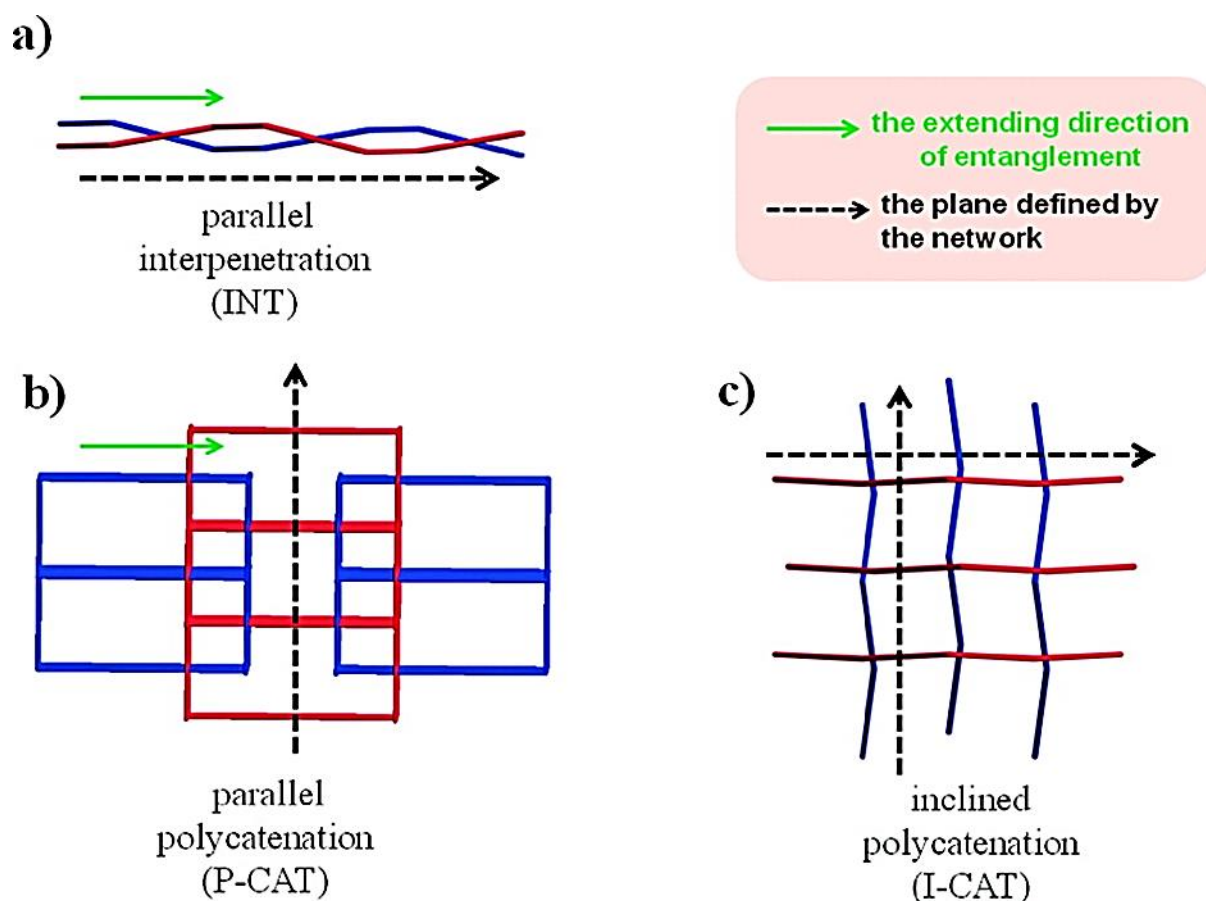 a)
the extending direction
of entanglement
the plane defined by
the network
parallel
interpenetration
(INT)
b)
parallel
polycatenation
(P-CAT)
c)
inclined
polycatenation
(I-CAT)